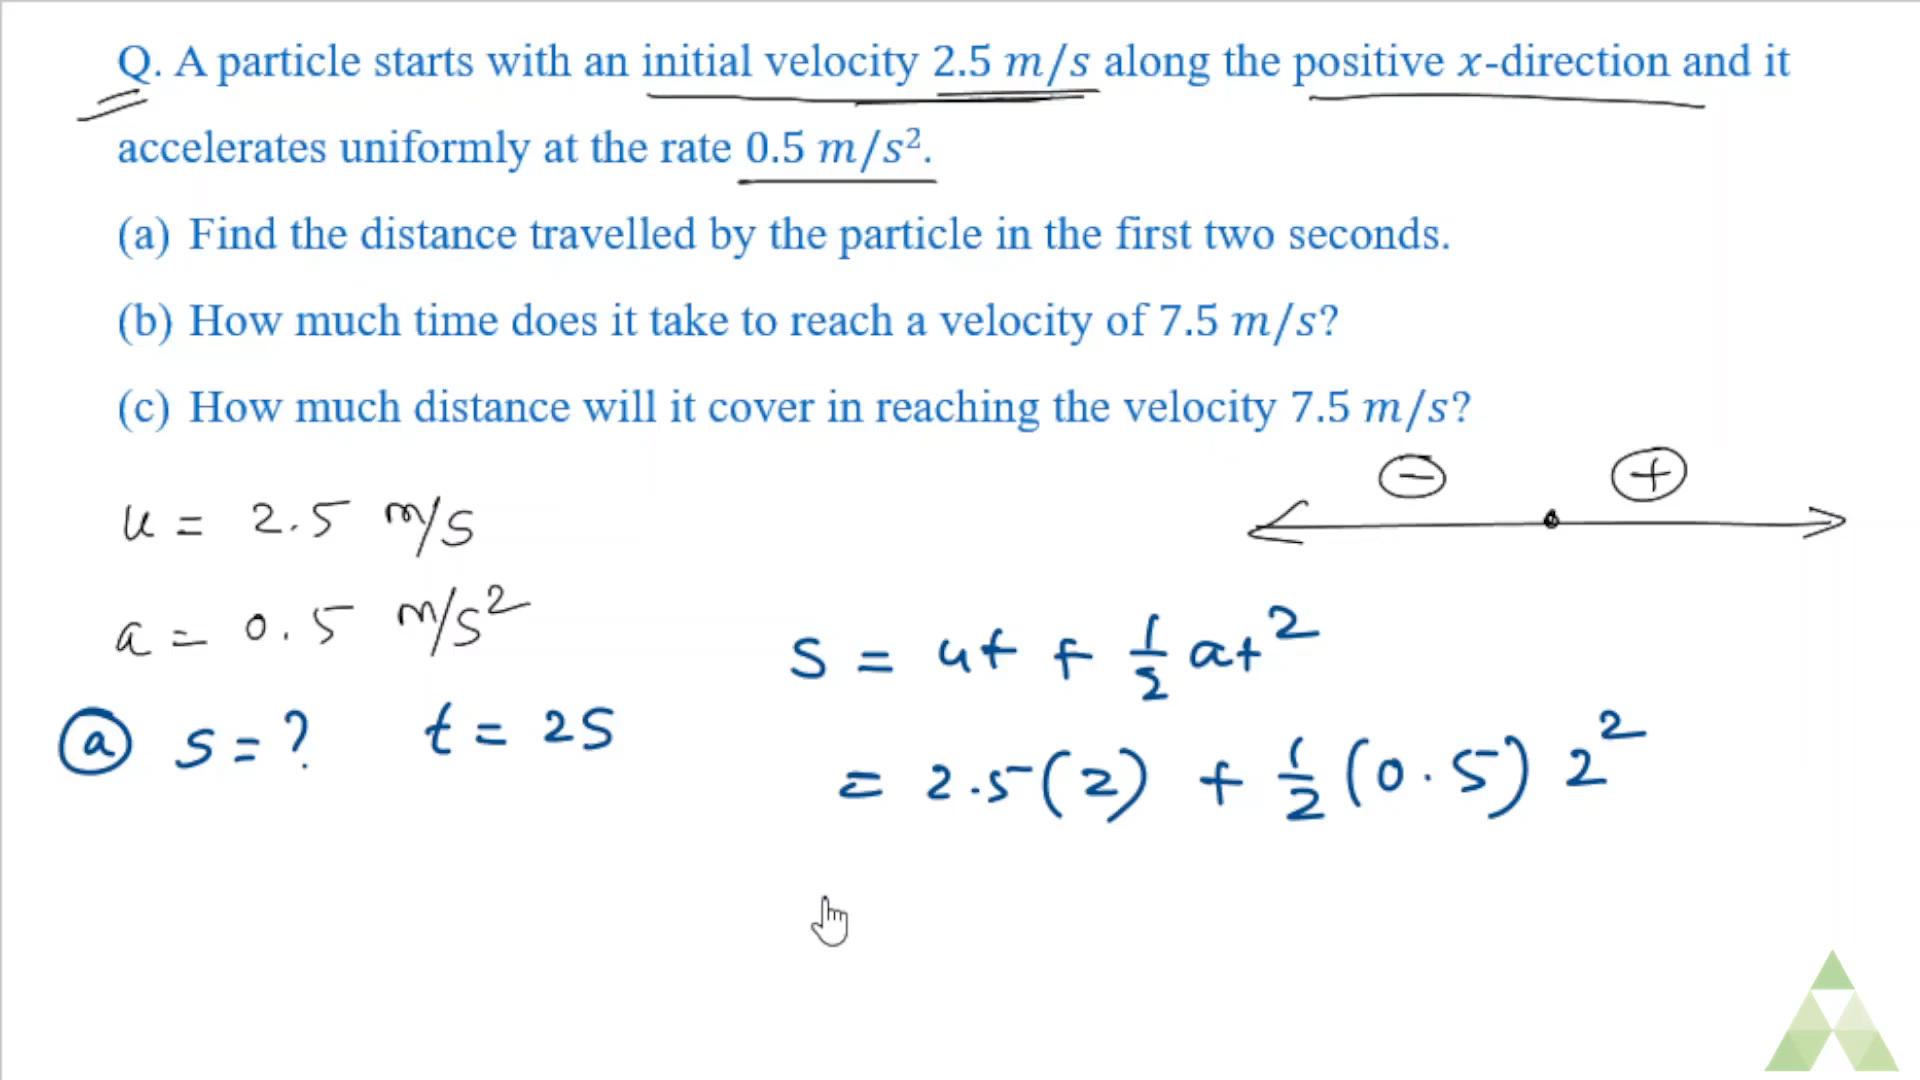 Q. A particle starts with an initial velocity 2.5 m/s along the positive x-direction and it
accelerates uniformly at the rate 0.5 m/s².
(a) Find the distance travelled by the particle in the first two seconds.
(b) How much time does it take to reach a velocity of 7.5 m/s?
(c) How much distance will it cover in reaching the velocity 7.5 m/s?
− +
u = 2.5 m/s
a = 0.5 m/s²
s = ut + 1/2 at²
(a) s = ? t = 2s
= 2.5(2) + 1/2 (0.5) 2²